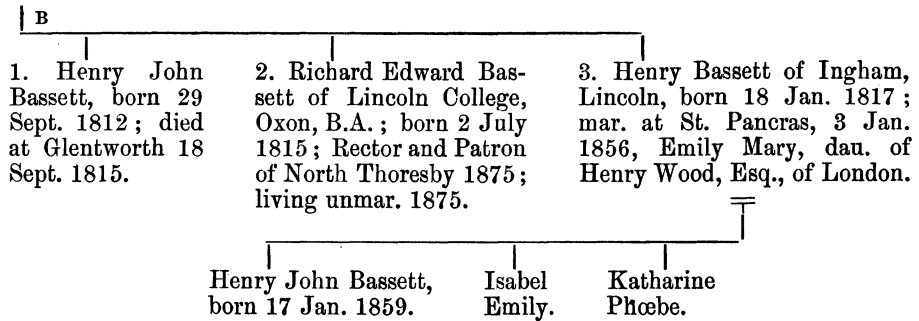 B
1. Henry John
Bassett, born 29
Sept. 1812 ; died
at Glentworth 18
Sept. 1815.
2. Richard Edward Bas-
sett of Lincoln College,
Oxon, B.A. ; born 2 July
1815 ; Rector and Patron
of North Thoresby 1875 ;
living unmar. 1875.
3. Henry Bassett of Ingham,
Lincoln, born 18 Jan. 1817 ;
mar. at St. Pancras, 3 Jan.
1856, Emily Mary, dau. of
Henry Wood, Esq., of London.
Henry John Bassett,
born 17 Jan. 1859.
Isabel
Emily.
Katharine
Phœbe.